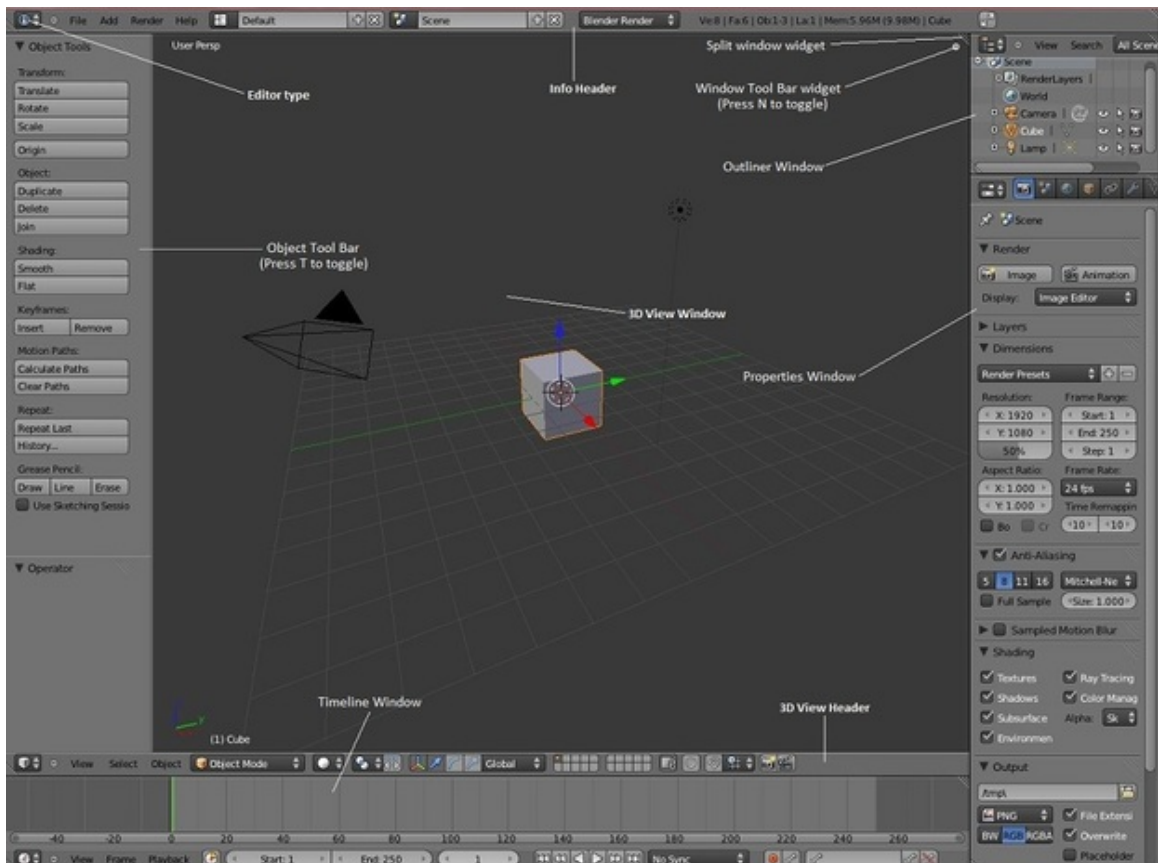 File Add Render Help Default Scene Blender Render Ve:8 | Fa:6 | Ob:1-3 | La:1 | Mem:5.96M (9.98M) | Cube
Object Tools
Transform:
Translate
Rotate
Scale
Origin
Object:
Duplicate
Delete
Join
Shading:
Smooth
Flat
Keyframes:
Insert Remove
Motion Paths:
Calculate Paths
Clear Paths
Repeat:
Repeat Last
History...
Grease Pencil:
Draw Line Erase
Use Sketching Sessio
Operator
User Persp
Editor type
Info Header
Split window widget
Window Tool Bar widget
(Press N to toggle)
Outliner Window
Object Tool Bar
(Press T to toggle)
3D View Window
Properties Window
Timeline Window
3D View Header
(1) Cube
View Search All Scene
Scene
RenderLayers
World
Camera
Cube
Lamp
Scene
Render
Image Animation
Display: Image Editor
Layers
Dimensions
Render Presets
Resolution: Frame Range:
X: 1920 Start: 1
Y: 1080 End: 250
50% Step: 1
Aspect Ratio: Frame Rate:
X: 1.000 24 fps
Y: 1.000 Time Remappin
Bo Cr 10 10
Anti-Aliasing
5 8 11 16 Mitchell-Ne
Full Sample Size: 1.000
Sampled Motion Blur
Shading
Textures Ray Tracing
Shadows Color Manag
Subsurface Alpha: Sk
Environmen
Output
/tmp\
PNG File Extensi
BW RGB RGBA Overwrite
Placeholder
View Select Object Object Mode Global
-40 -20 0 20 40 60 80 100 120 140 160 180 200 220 240 260
View Frame Playback Start: 1 End: 250 1 No Sync